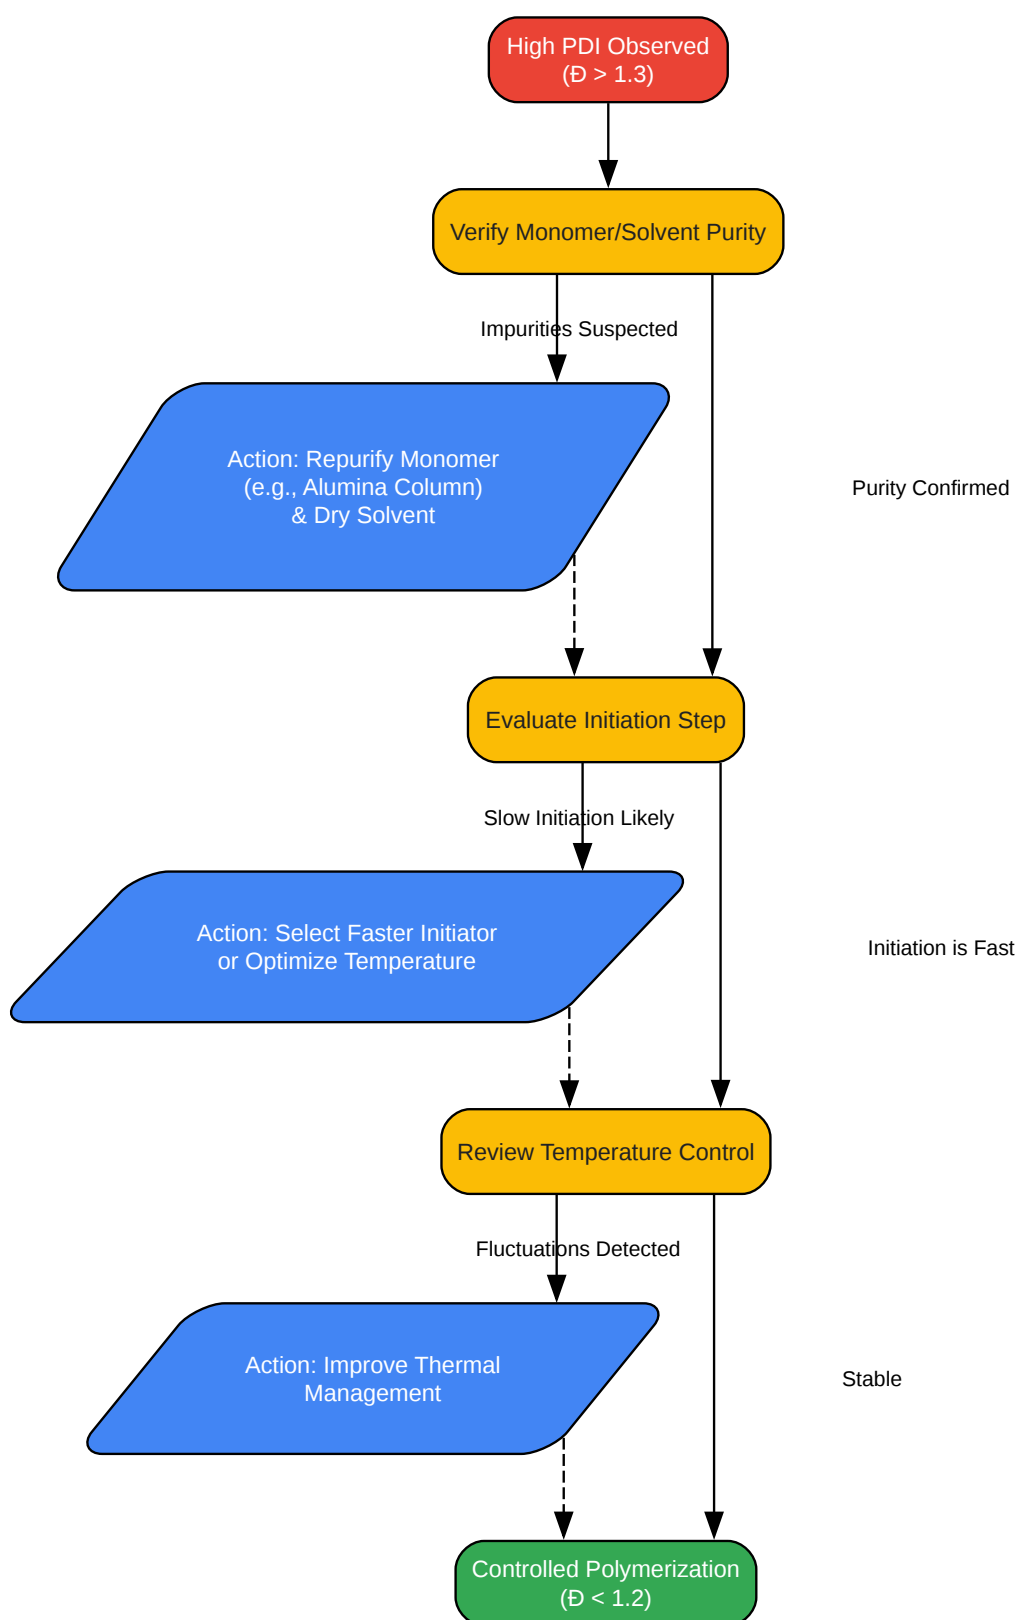 High PDI Observed
(Đ > 1.3)
Verify Monomer/Solvent Purity
Impurities Suspected
Action: Repurify Monomer
(e.g., Alumina Column)
& Dry Solvent
Purity Confirmed
Evaluate Initiation Step
Slow Initiation Likely
Action: Select Faster Initiator
or Optimize Temperature
Initiation is Fast
Review Temperature Control
Fluctuations Detected
Action: Improve Thermal
Management
Stable
Controlled Polymerization
(Đ < 1.2)